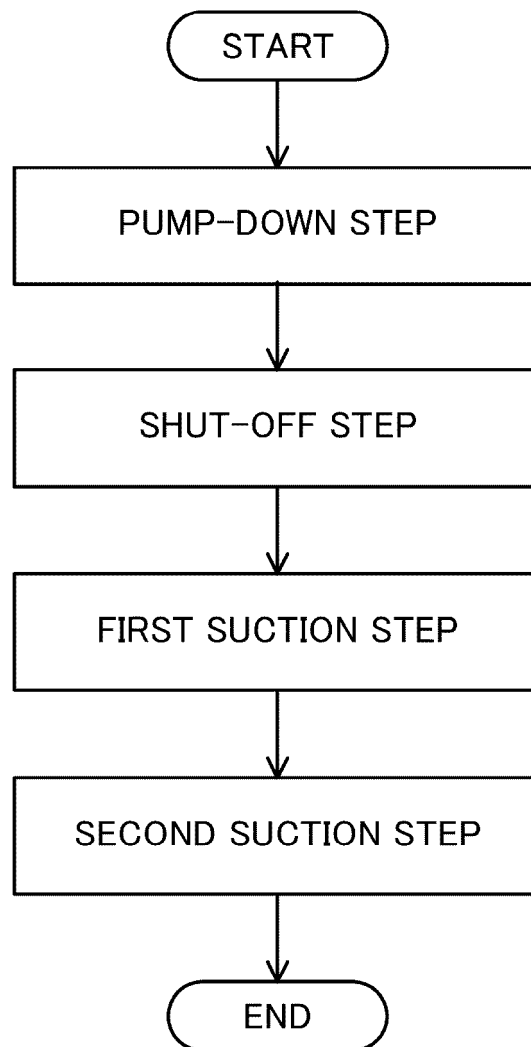 START
PUMP-DOWN STEP
SHUT-OFF STEP
FIRST SUCTION STEP
SECOND SUCTION STEP
END